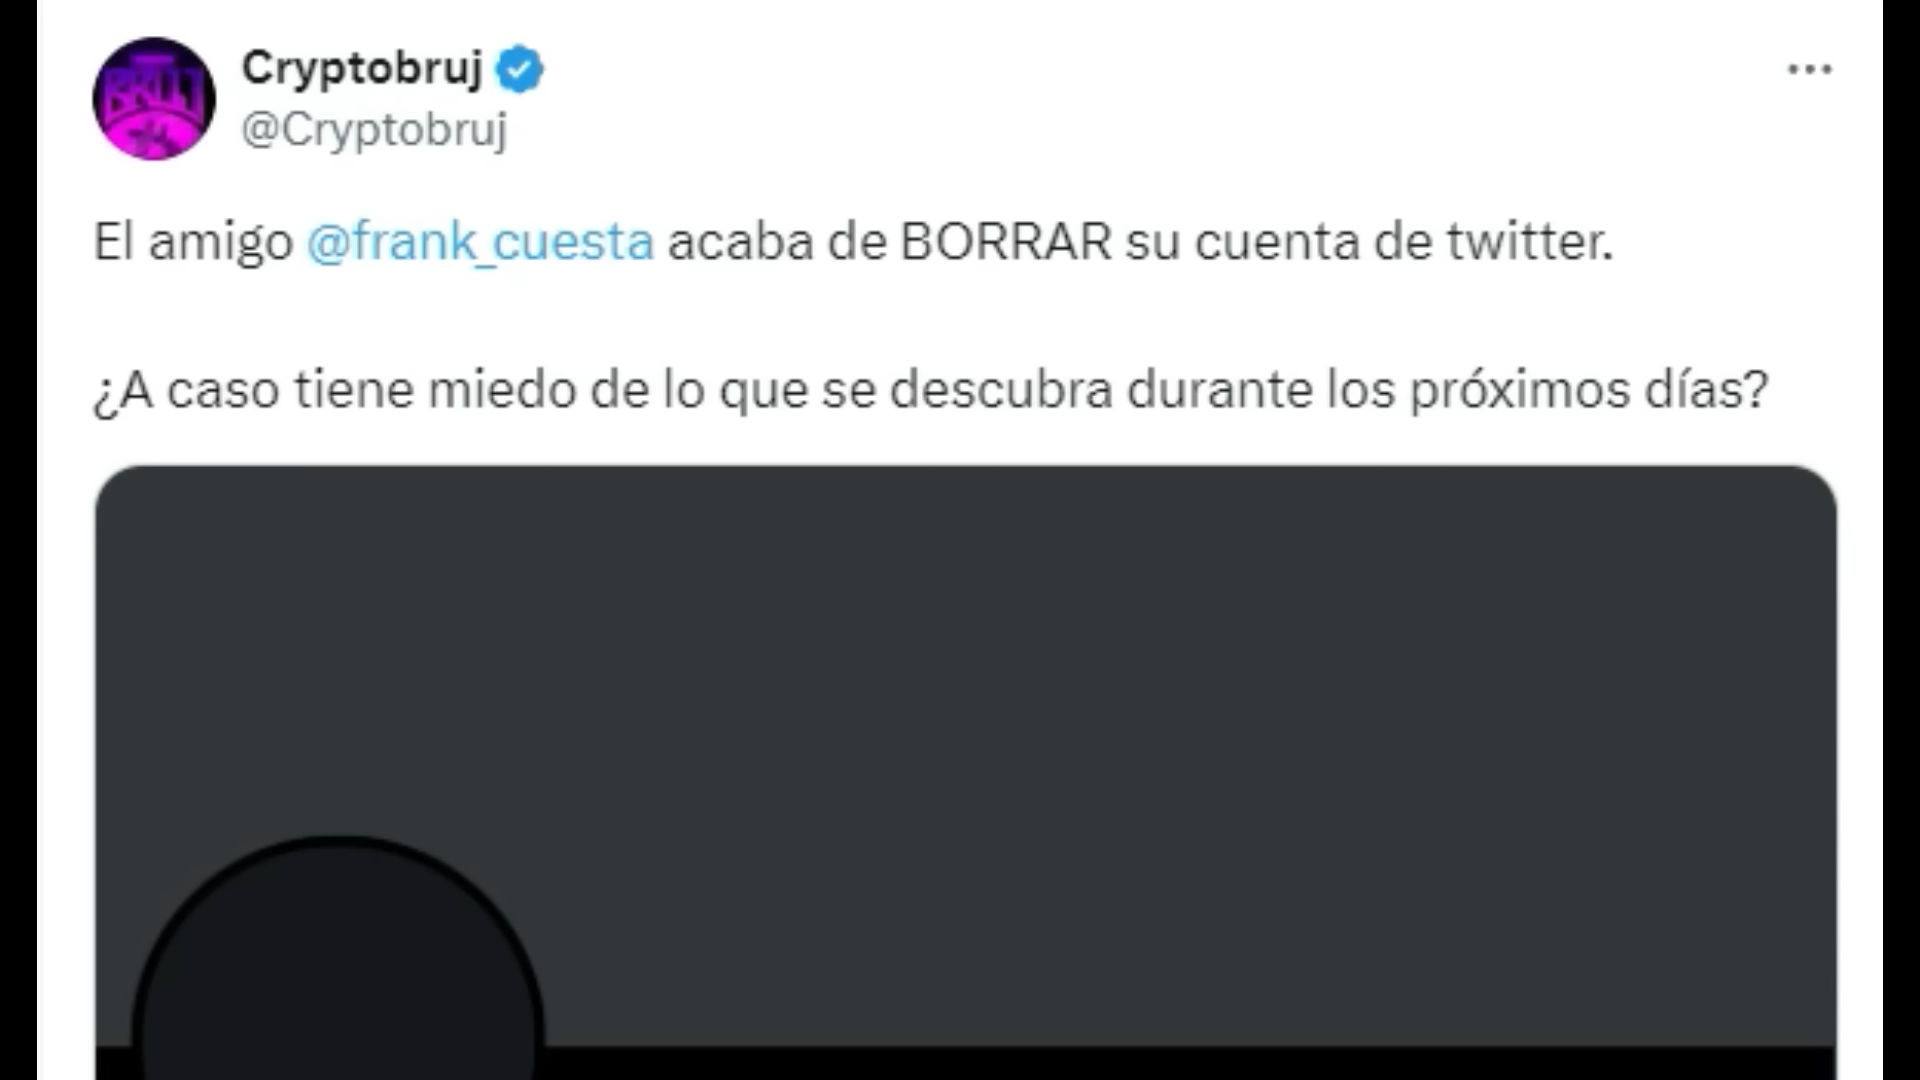 Cryptobruj
@Cryptobruj
El amigo @frank_cuesta acaba de BORRAR su cuenta de twitter.
¿A caso tiene miedo de lo que se descubra durante los próximos días?